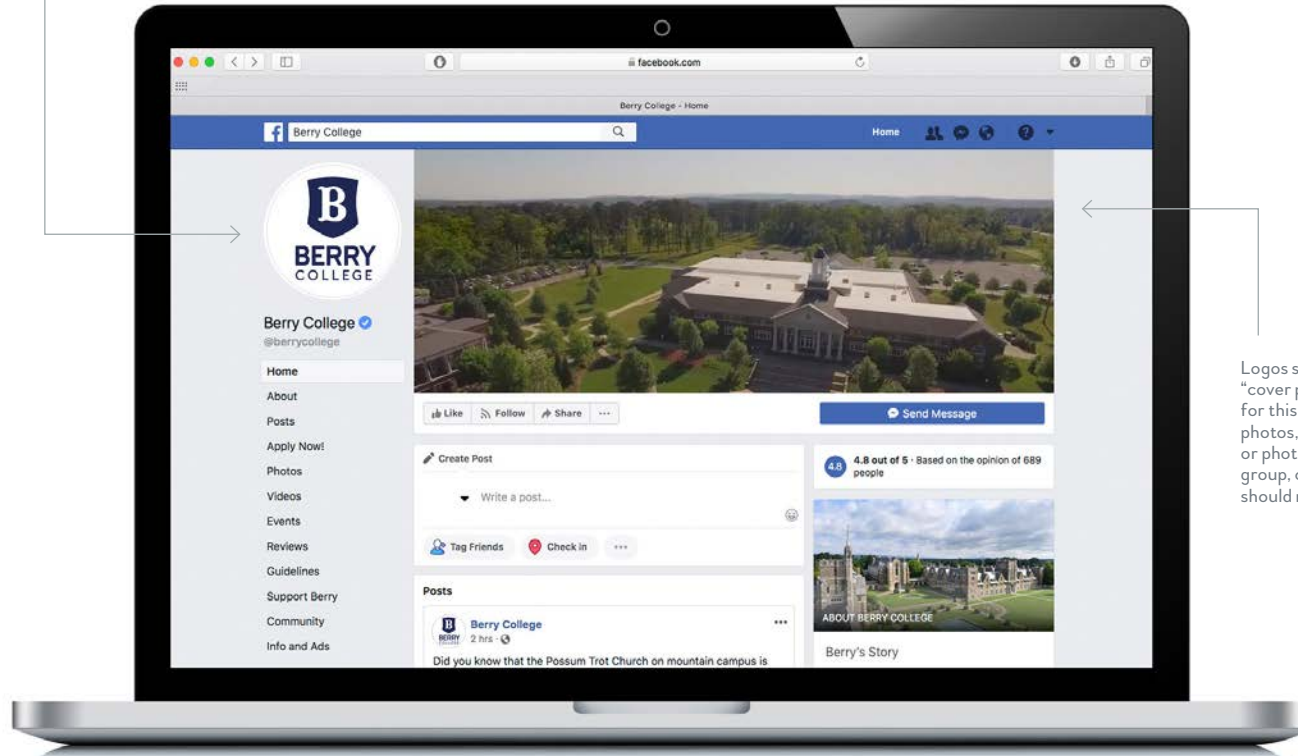 facebook.com
Berry College - Home
f Berry College
Home
B
BERRY
COLLEGE
Berry College
@berrycollege
Home
About
Posts
Apply Now!
Photos
Videos
Events
Reviews
Guidelines
Support Berry
Community
Info and Ads
Like Follow Share ...
Send Message
Create Post
Write a post...
Tag Friends Check in ...
Posts
B
BERRY
Berry College
2 hrs ·
Did you know that the Possum Trot Church on mountain campus is
4.8 4.8 out of 5 · Based on the opinion of 689
people
ABOUT BERRY COLLEGE
Berry's Story
Logos s
“cover p
for this
photos,
or phot
group, o
should n